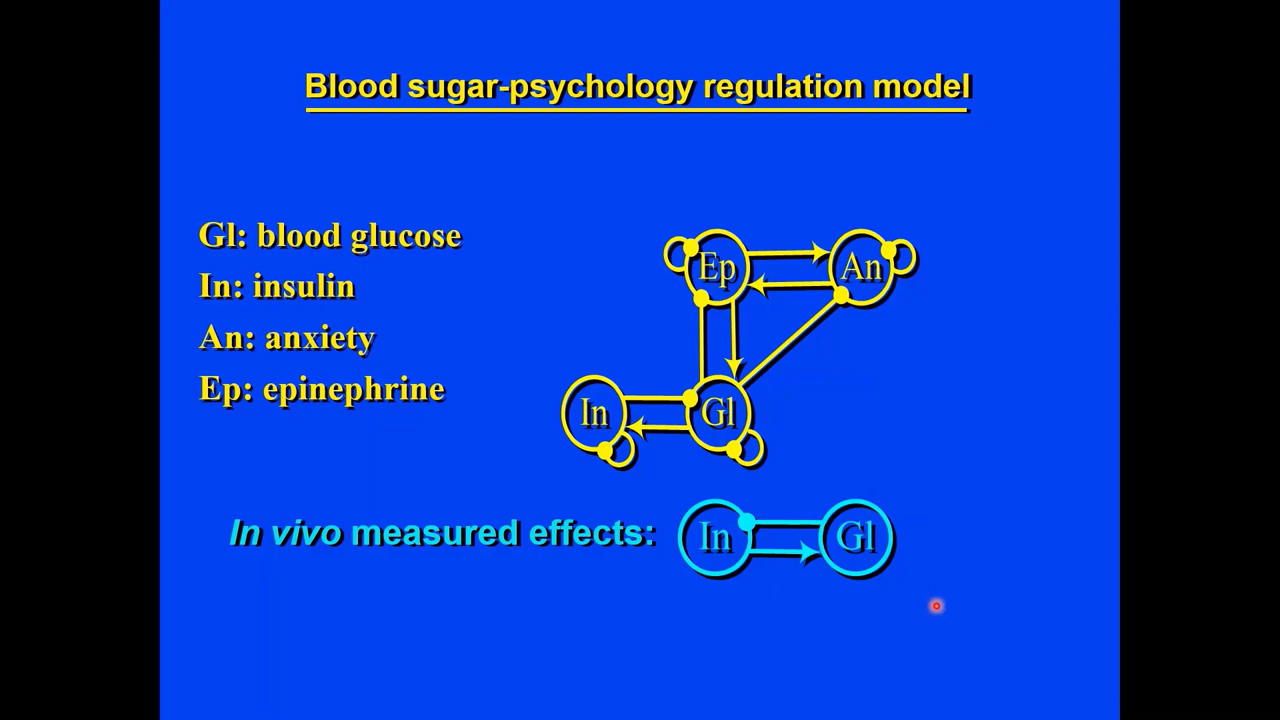 Blood sugar-psychology regulation model
Gl: blood glucose
In: insulin
An: anxiety
Ep: epinephrine
Ep An
In Gl
In vivo measured effects: In Gl